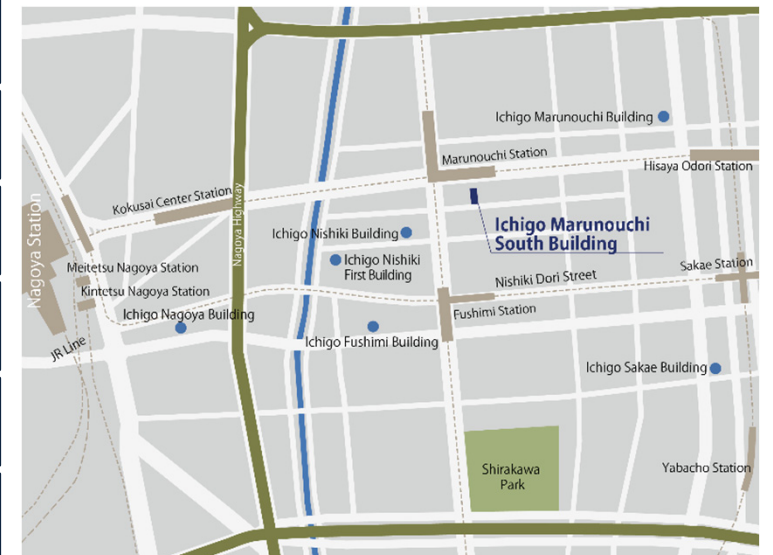 Ichigo Marunouchi Building
Marunouchi Station
Hisaya Odori Station
Kokusai Center Station
Nagoya Highway
Nagoya Station
Ichigo Marunouchi
South Building
Ichigo Nishiki Building
Ichigo Nishiki
First Building
Meitetsu Nagoya Station
Sakae Station
Nishiki Dori Street
Kintetsu Nagoya Station
Ichigo Nagoya Building
Fushimi Station
Ichigo Fushimi Building
JR Line
Ichigo Sakae Building
Shirakawa
Park
Yabacho Station